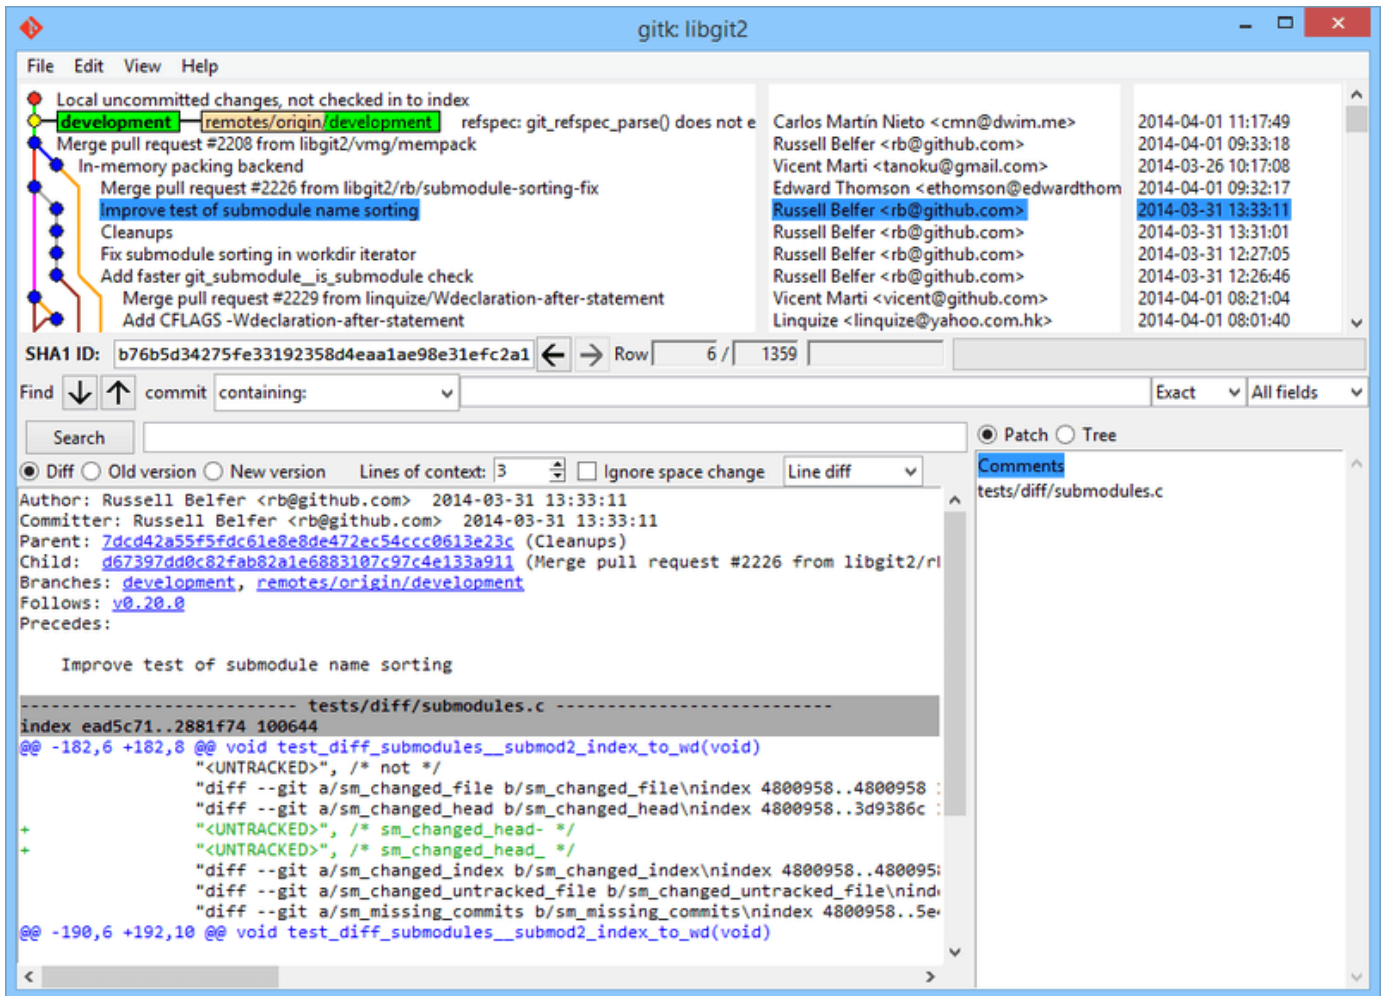 gitk: libgit2
File Edit View Help
Local uncommitted changes, not checked in to index
development remotes/origin/development refspec: git_refspec_parse() does not e Carlos Martín Nieto <cmn@dwim.me> 2014-04-01 11:17:49
Merge pull request #2208 from libgit2/vmg/mempack Russell Belfer <rb@github.com> 2014-04-01 09:33:18
In-memory packing backend Vicent Marti <tanoku@gmail.com> 2014-03-26 10:17:08
Merge pull request #2226 from libgit2/rb/submodule-sorting-fix Edward Thomson <ethomson@edwardthom 2014-04-01 09:32:17
Improve test of submodule name sorting Russell Belfer <rb@github.com> 2014-03-31 13:33:11
Cleanups Russell Belfer <rb@github.com> 2014-03-31 13:31:01
Fix submodule sorting in workdir iterator Russell Belfer <rb@github.com> 2014-03-31 12:27:05
Add faster git_submodule__is_submodule check Russell Belfer <rb@github.com> 2014-03-31 12:26:46
Merge pull request #2229 from linquize/Wdeclaration-after-statement Vicent Marti <vicent@github.com> 2014-04-01 08:21:04
Add CFLAGS -Wdeclaration-after-statement Linquize <linquize@yahoo.com.hk> 2014-04-01 08:01:40
SHA1 ID: b76b5d34275fe33192358d4eaa1ae98e31efc2a1 Row 6 / 1359
Find commit containing: Exact All fields
Search Patch Tree
Diff Old version New version Lines of context: 3 Ignore space change Line diff
Comments
tests/diff/submodules.c
Author: Russell Belfer <rb@github.com> 2014-03-31 13:33:11
Committer: Russell Belfer <rb@github.com> 2014-03-31 13:33:11
Parent: 7dcd42a55f5fdc61e8e8de472ec54ccc0613e23c (Cleanups)
Child: d67397dd0c82fab82a1e6883107c97c4e133a911 (Merge pull request #2226 from libgit2/rl
Branches: development, remotes/origin/development
Follows: v0.20.0
Precedes:
Improve test of submodule name sorting
--------------------------- tests/diff/submodules.c ---------------------------
index ead5c71..2881f74 100644
@@ -182,6 +182,8 @@ void test_diff_submodules__submod2_index_to_wd(void)
"<UNTRACKED>", /* not */
"diff --git a/sm_changed_file b/sm_changed_file\nindex 4800958..4800958
"diff --git a/sm_changed_head b/sm_changed_head\nindex 4800958..3d9386c
+ "<UNTRACKED>", /* sm_changed_head- */
+ "<UNTRACKED>", /* sm_changed_head_ */
"diff --git a/sm_changed_index b/sm_changed_index\nindex 4800958..480095
"diff --git a/sm_changed_untracked_file b/sm_changed_untracked_file\nind
"diff --git a/sm_missing_commits b/sm_missing_commits\nindex 4800958..5e
@@ -190,6 +192,10 @@ void test_diff_submodules__submod2_index_to_wd(void)